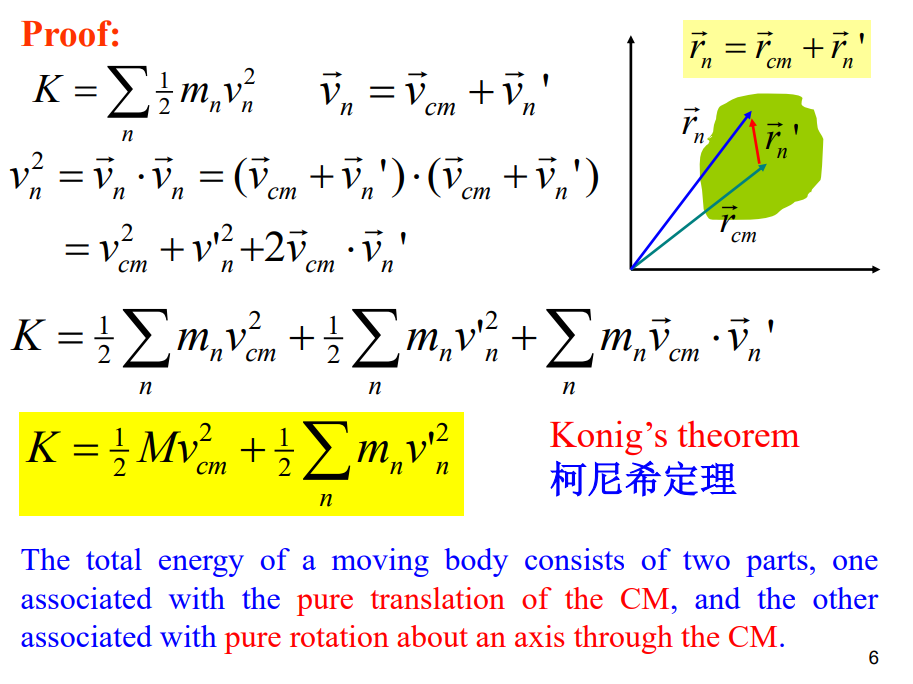 Proof:
$K = \sum_n \frac{1}{2} m_n v_n^2 \quad \vec{v}_n = \vec{v}_{cm} + \vec{v}_n'$
$v_n^2 = \vec{v}_n \cdot \vec{v}_n = (\vec{v}_{cm} + \vec{v}_n') \cdot (\vec{v}_{cm} + \vec{v}_n')$
$= v_{cm}^2 + v'^2_n + 2\vec{v}_{cm} \cdot \vec{v}_n'$
$\vec{r}_n = \vec{r}_{cm} + \vec{r}_n'$
$\vec{r}_n$
$\vec{r}_n'$
$\vec{r}_{cm}$
$K = \frac{1}{2} \sum_n m_n v_{cm}^2 + \frac{1}{2} \sum_n m_n v'^2_n + \sum_n m_n \vec{v}_{cm} \cdot \vec{v}_n'$
$K = \frac{1}{2} M v_{cm}^2 + \frac{1}{2} \sum_n m_n v'^2_n$
Konig's theorem
柯尼希定理
The total energy of a moving body consists of two parts, one
associated with the pure translation of the CM, and the other
associated with pure rotation about an axis through the CM.
6